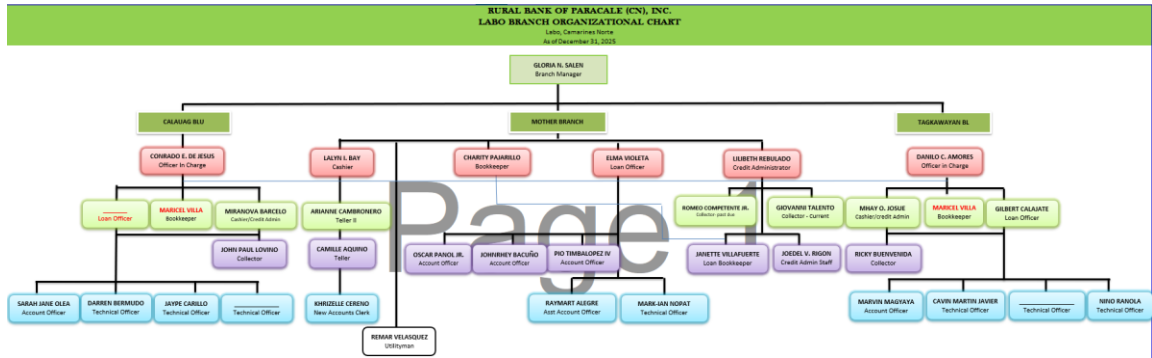 RURAL BANK OF PARACALE (CN), INC.
LABO BRANCH ORGANIZATIONAL CHART
Labo, Camarines Norte
As of December 31, 2025
GLORIA N. SALEN
Branch Manager
CALAUAG BLU
MOTHER BRANCH
TAGKAWAYAN BL
CONRADO E. DE JESUS
Officer In Charge
LALYN I. BAY
Cashier
CHARITY PAJARILLO
Bookkeeper
ELMA VIOLETA
Loan Officer
LILIBETH REBULADO
Credit Administrator
DANILO C. AMORES
Officer in Charge
Loan Officer
MARICEL VILLA
Bookkeeper
MIRANOVA BARCELO
Cashier/Credit Admin
ARIANNE CAMBRONERO
Teller II
ROMEO COMPETENTE JR.
Collector- past due
GIOVANNI TALENTO
Collector - Current
MHAY O. JOSUE
Cashier/credit Admin
MARICEL VILLA
Bookkeeper
GILBERT CALAJATE
Loan Officer
JOHN PAUL LOVINO
Collector
CAMILLE AQUINO
Teller
OSCAR PANOL JR.
Account Officer
JOHNRHEY BACUÑO
Account Officer
PIO TIMBALOPEZ IV
Account Officer
JANETTE VILLAFUERTE
Loan Bookkeeper
JOEDEL V. RIGON
Credit Admin Staff
RICKY BUENVENIDA
Collector
SARAH JANE OLEA
Account Officer
DARREN BERMUDO
Technical Officer
JAYPE CARILLO
Technical Officer
Technical Officer
KHRIZELLE CERENO
New Accounts Clerk
RAYMART ALEGRE
Asst Account Officer
MARK-IAN NOPAT
Technical Officer
MARVIN MAGYAYA
Account Officer
CAVIN MARTIN JAVIER
Technical Officer
Technical Officer
NINO RANOLA
Technical Officer
REMAR VELASQUEZ
Utilityman
Page 1